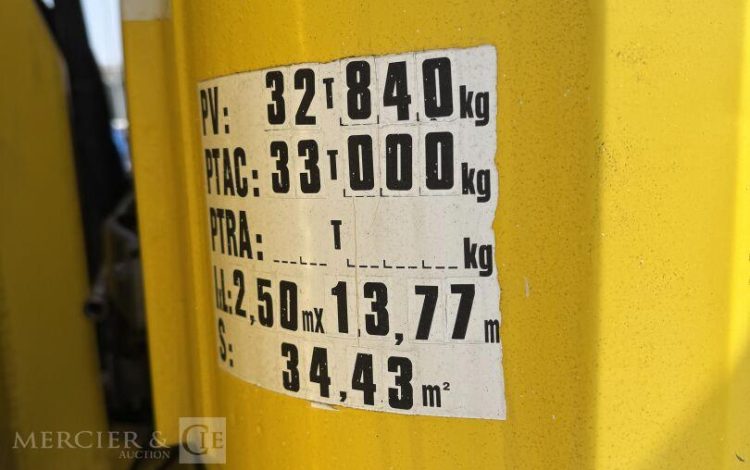 PV: 32T840kg
PTAC: 33T000kg
PTRA: T kg
l.L: 2,50mX13,77m
S: 34,43m²
MERCIER & CIE
AUCTION